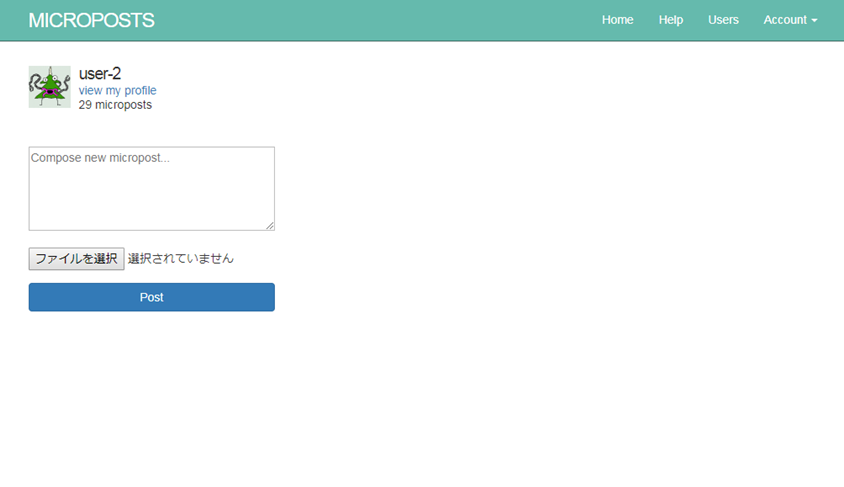 MICROPOSTS Home Help Users Account
user-2
view my profile
29 microposts
Compose new micropost...
ファイルを選択 選択されていません
Post